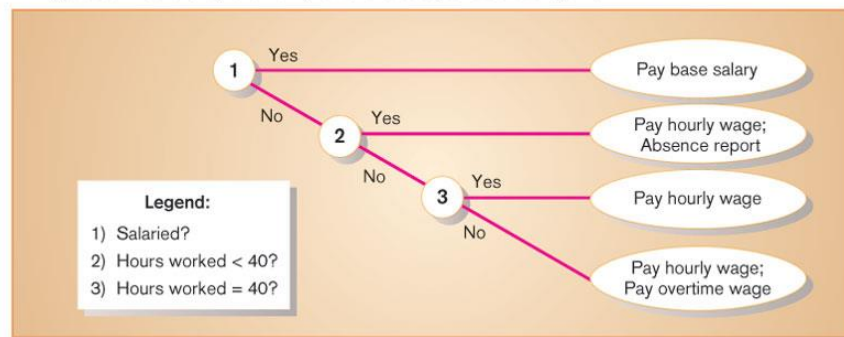 1
Yes
Pay base salary
No
2
Yes
Pay hourly wage;
Absence report
No
3
Yes
Pay hourly wage
No
Pay hourly wage;
Pay overtime wage
Legend:
1) Salaried?
2) Hours worked < 40?
3) Hours worked = 40?